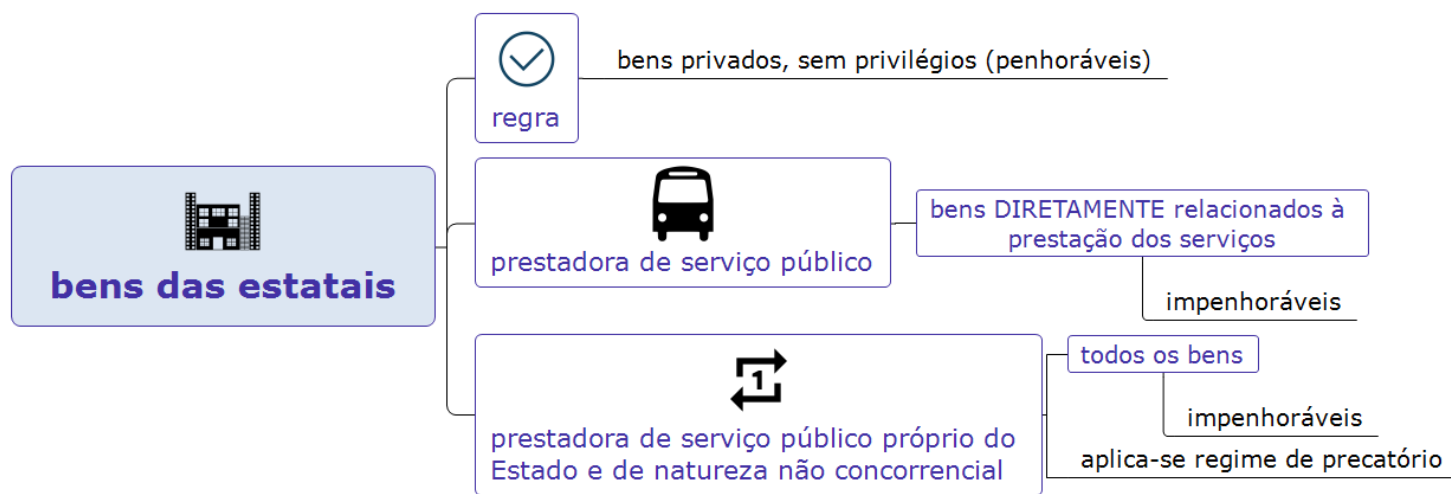 regra
bens privados, sem privilégios (penhoráveis)
bens das estatais
prestadora de serviço público
bens DIRETAMENTE relacionados à
prestação dos serviços
impenhoráveis
1
prestadora de serviço público próprio do
Estado e de natureza não concorrencial
todos os bens
impenhoráveis
aplica-se regime de precatório